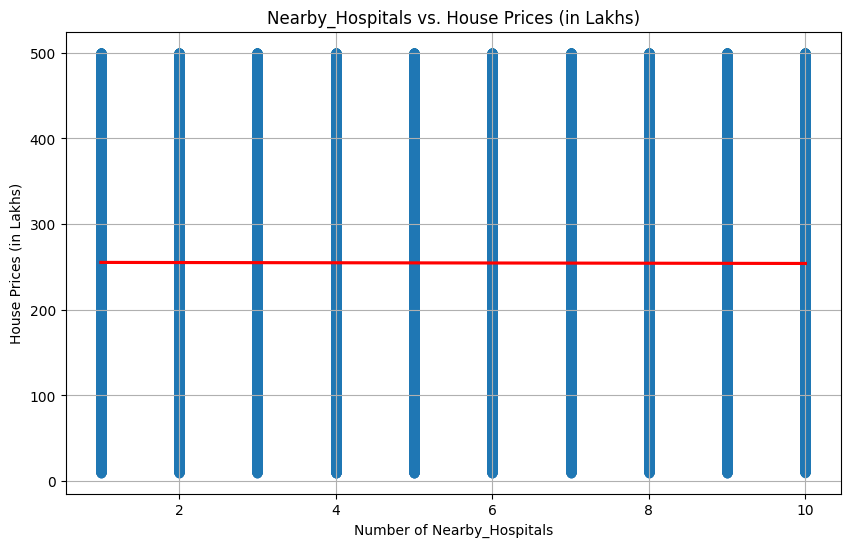 Nearby_Hospitals vs. House Prices (in Lakhs)
500
400
300
200
100
0
House Prices (in Lakhs)
2 4 6 8 10
Number of Nearby_Hospitals